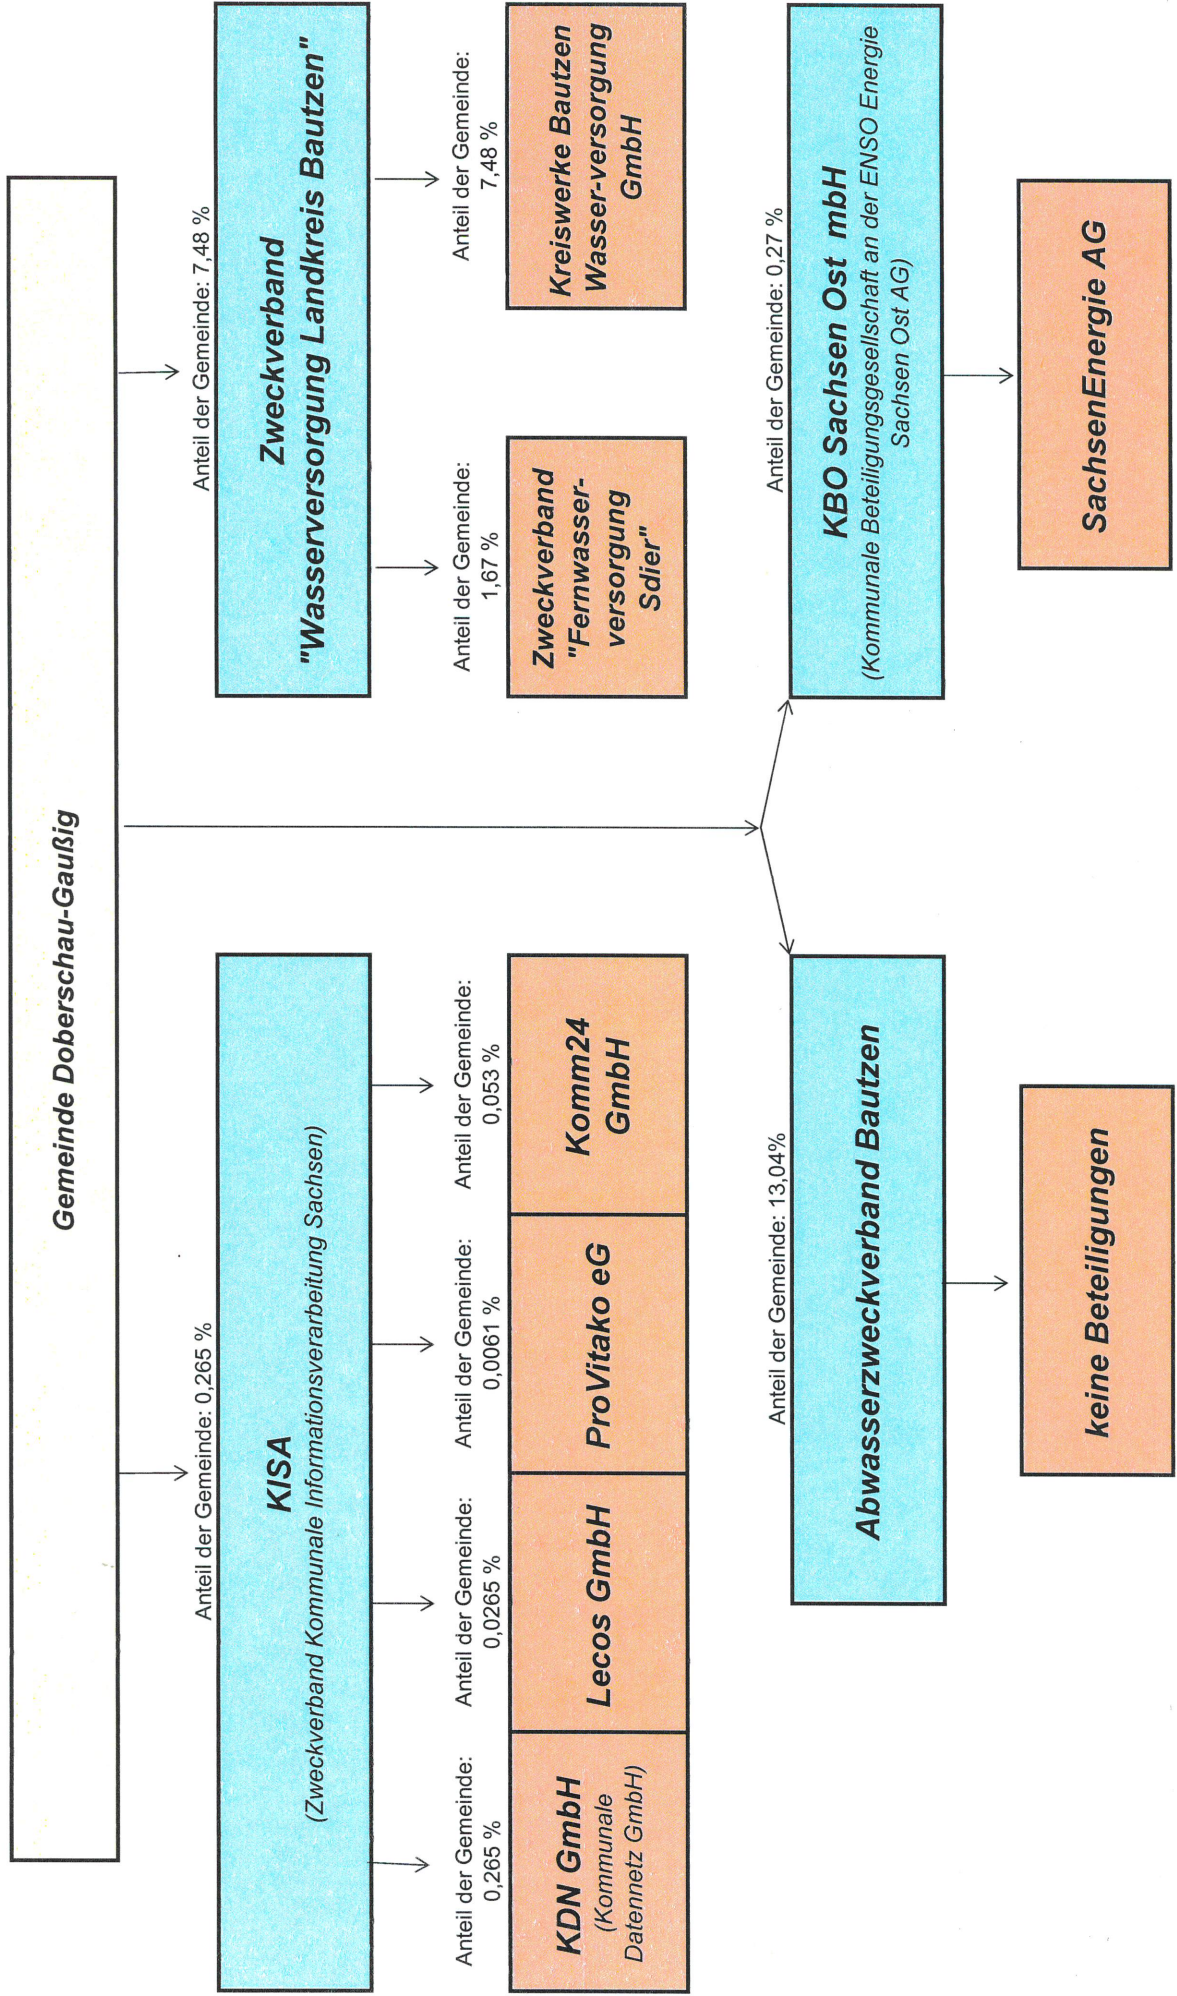 Gemeinde Doberschau-Gaußig
Anteil der Gemeinde: 0,265 %
KISA
(Zweckverband Kommunale Informationsverarbeitung Sachsen)
Anteil der Gemeinde:
0,265 %
KDN GmbH
(Kommunale
Datennetz GmbH)
Anteil der Gemeinde:
0,0265 %
Lecos GmbH
Anteil der Gemeinde:
0,0061 %
ProVitako eG
Anteil der Gemeinde:
0,053 %
Komm24
GmbH
Anteil der Gemeinde: 7,48 %
Zweckverband
"Wasserversorgung Landkreis Bautzen"
Anteil der Gemeinde:
1,67 %
Zweckverband
"Fernwasser-
versorgung
Sdier"
Anteil der Gemeinde:
7,48 %
Kreiswerke Bautzen
Wasser-versorgung
GmbH
Anteil der Gemeinde: 13,04%
Abwasserzweckverband Bautzen
keine Beteiligungen
Anteil der Gemeinde: 0,27 %
KBO Sachsen Ost mbH
(Kommunale Beteiligungsgesellschaft an der ENSO Energie
Sachsen Ost AG)
SachsenEnergie AG